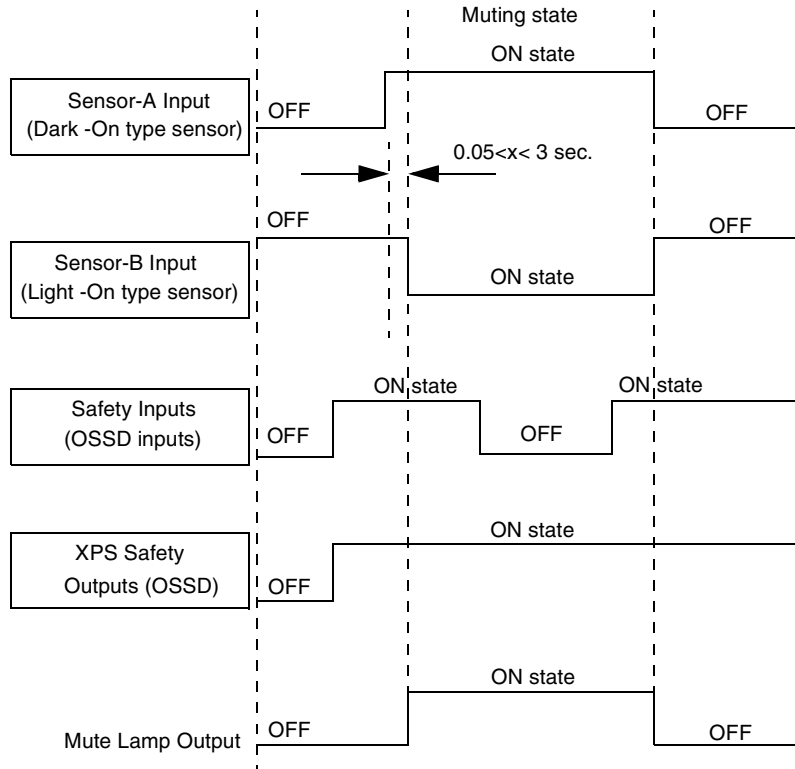 Muting state
ON state
Sensor-A Input
(Dark -On type sensor)
OFF
OFF
0.05<x< 3 sec.
OFF
OFF
Sensor-B Input
(Light -On type sensor)
ON state
ON state
ON state
Safety Inputs
(OSSD inputs)
OFF
OFF
XPS Safety
Outputs (OSSD)
ON state
OFF
ON state
Mute Lamp Output
OFF
OFF